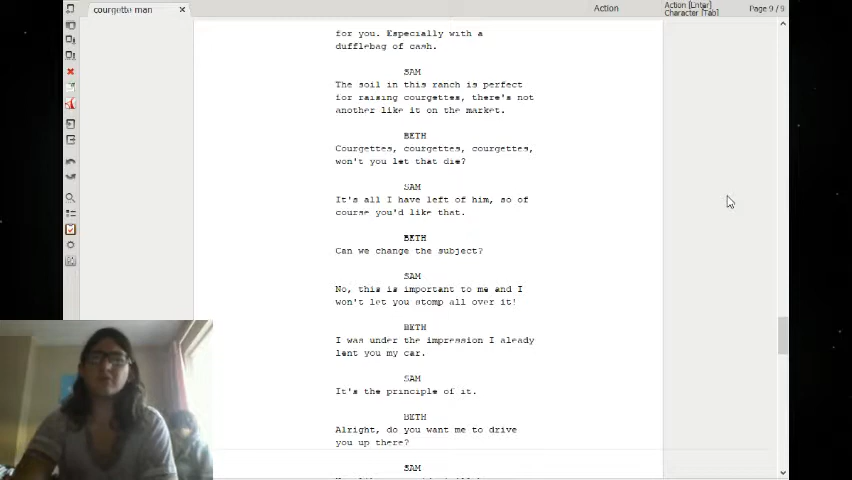 courgette man
Action
Action [Enter]
Character [Tab]
Page 9 / 9
for you. Especially with a
dufflebag of cash.
SAM
The soil in this ranch is perfect
for raising courgettes, there's not
another like it on the market.
BETH
Courgettes, courgettes, courgettes,
won't you let that die?
SAM
It's all I have left of him, so of
course you'd like that.
BETH
Can we change the subject?
SAM
No, this is important to me and I
won't let you stomp all over it!
BETH
I was under the impression I aleady
lent you my car.
SAM
It's the principle of it.
BETH
Alright, do you want me to drive
you up there?
SAM